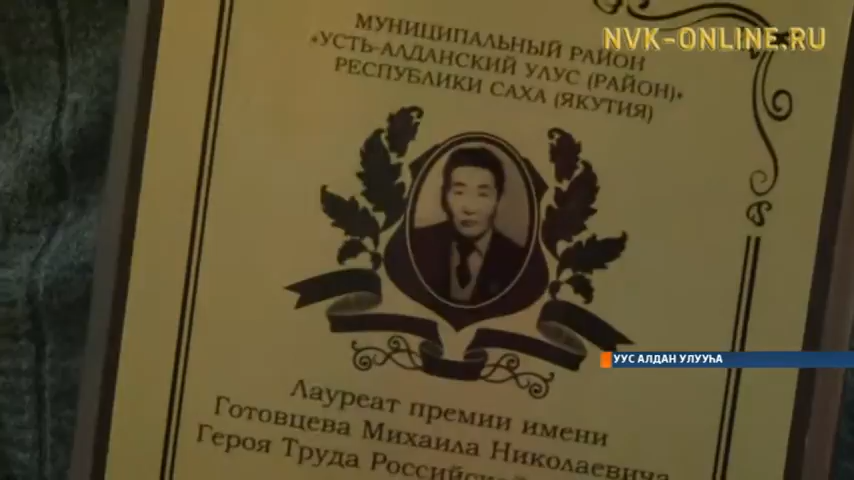 NVK-ONLINE.RU
МУНИЦИПАЛЬНЫЙ РАЙОН
«УСТЬ-АЛДАНСКИЙ УЛУС (РАЙОН)»
РЕСПУБЛИКИ САХА (ЯКУТИЯ)
УУС АЛДАН УЛУУҺА
Лауреат премии имени
Готовцева Михаила Николаевича
Героя Труда